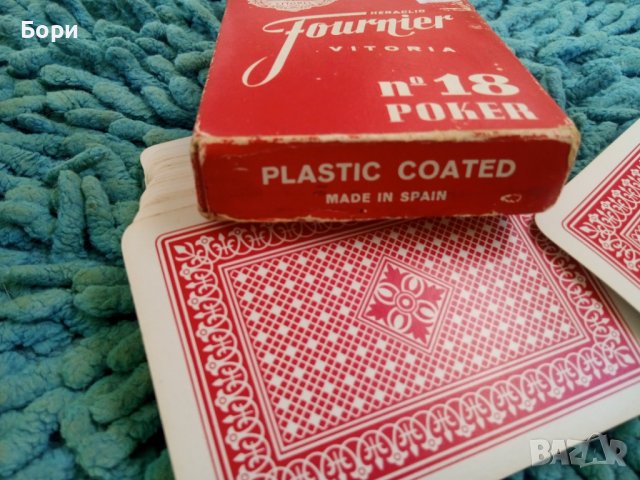 Бори
HERACLIO
Fournier
VITORIA
nº 18
POKER
PLASTIC COATED
MADE IN SPAIN
BAZAR